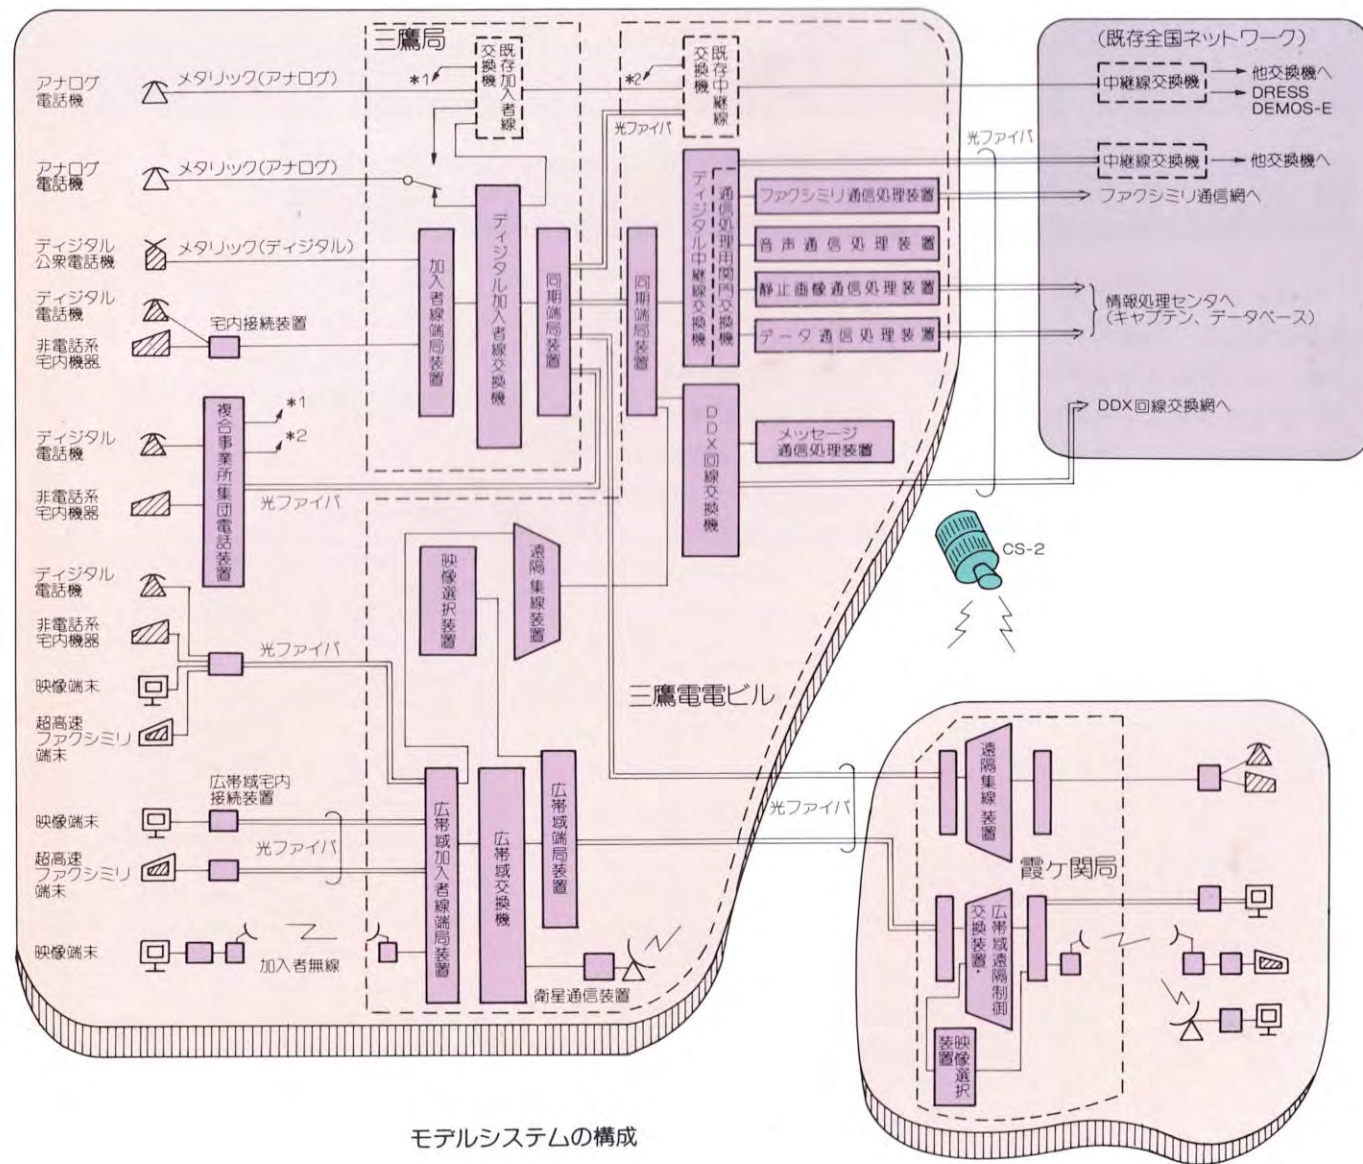 三鷹局
アナログ
電話機
メタリック(アナログ)
*1
既存加入者線
交換機
*2
既存中継線
交換機
光ファイバ
アナログ
電話機
メタリック(アナログ)
ディジタル
公衆電話機
メタリック(ディジタル)
ディジタル
電話機
宅内接続装置
非電話系
宅内機器
加入者線端局装置
ディジタル加入者線交換機
同期端局装置
同期端局装置
ディジタル中継線交換機
通信処理用関門交換機
ファクシミリ通信処理装置
音声通信処理装置
静止画像通信処理装置
データ通信処理装置
DDX回線交換機
メッセージ
通信処理装置
光ファイバ
(既存全国ネットワーク)
中継線交換機
他交換機へ
DRESS
DEMOS-E
中継線交換機
他交換機へ
ファクシミリ通信網へ
情報処理センタへ
(キャプテン、データベース)
DDX回線交換網へ
ディジタル
電話機
非電話系
宅内機器
複合事業所集団電話装置
*1
*2
光ファイバ
ディジタル
電話機
非電話系
宅内機器
映像端末
超高速
ファクシミリ
端末
光ファイバ
映像選択装置
遠隔集線装置
三鷹電電ビル
CS-2
広帯域宅内
接続装置
映像端末
超高速
ファクシミリ
端末
光ファイバ
映像端末
加入者無線
広帯域加入者線端局装置
広帯域交換機
広帯域端局装置
衛星通信装置
光ファイバ
遠隔集線装置
霞ケ関局
広帯域遠隔制御
交換装置・
映像選択
装置
モデルシステムの構成